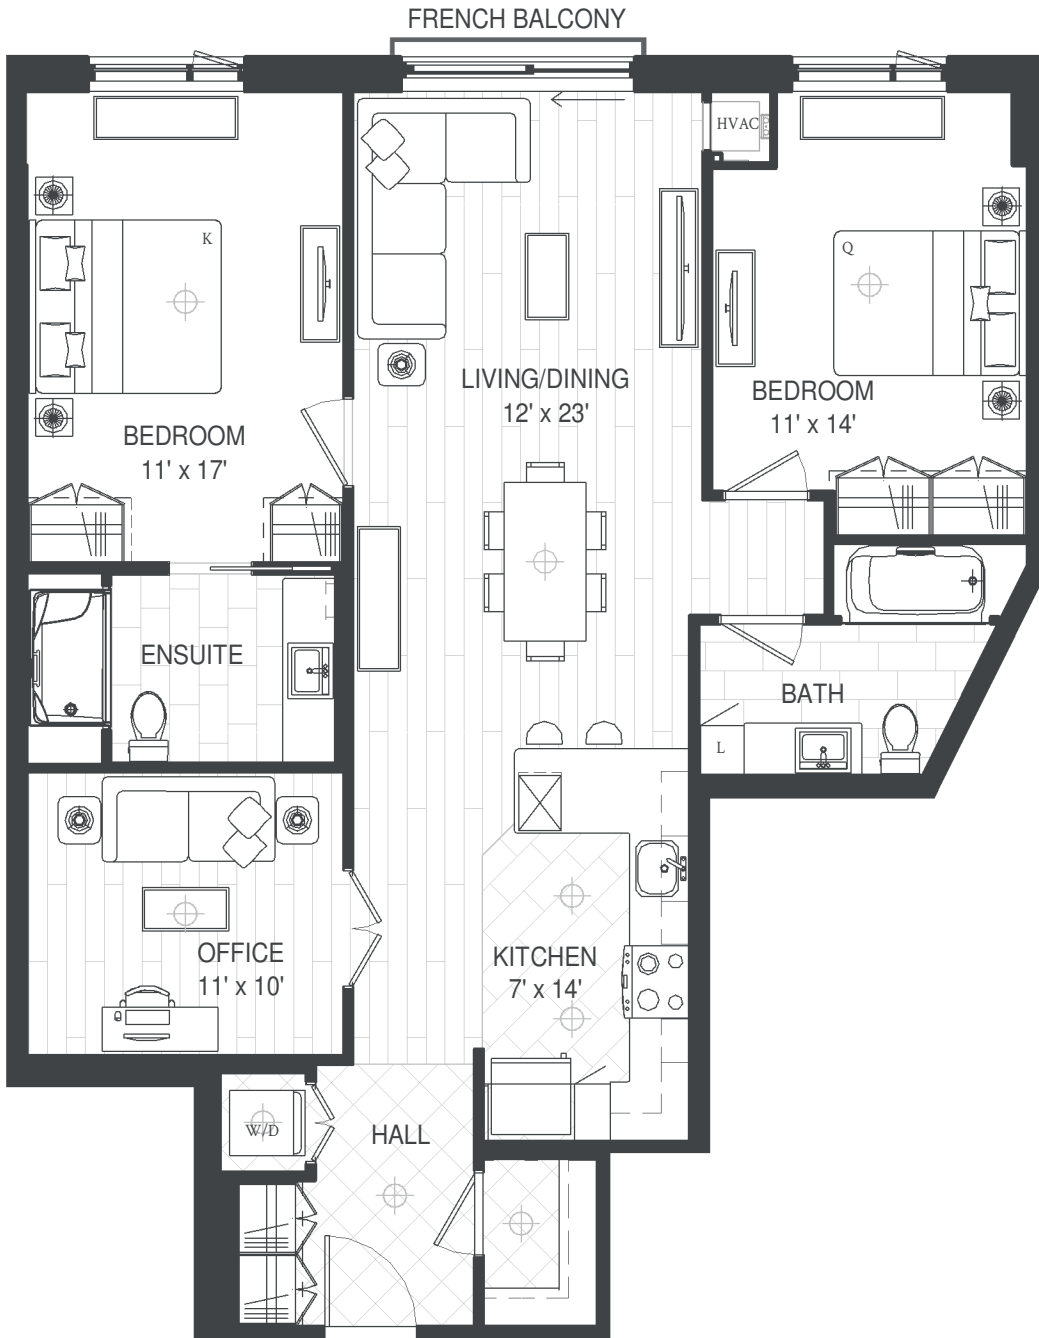 FRENCH BALCONY
HVAC
K
Q
LIVING/DINING
12' x 23'
BEDROOM
11' x 14'
BEDROOM
11' x 17'
ENSUITE
BATH
L
OFFICE
11' x 10'
KITCHEN
7' x 14'
W/D
HALL